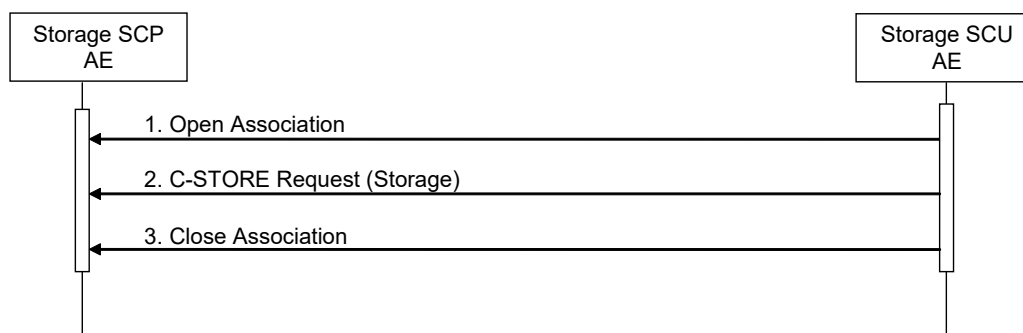 Storage SCP
AE
Storage SCU
AE
1. Open Association
2. C-STORE Request (Storage)
3. Close Association